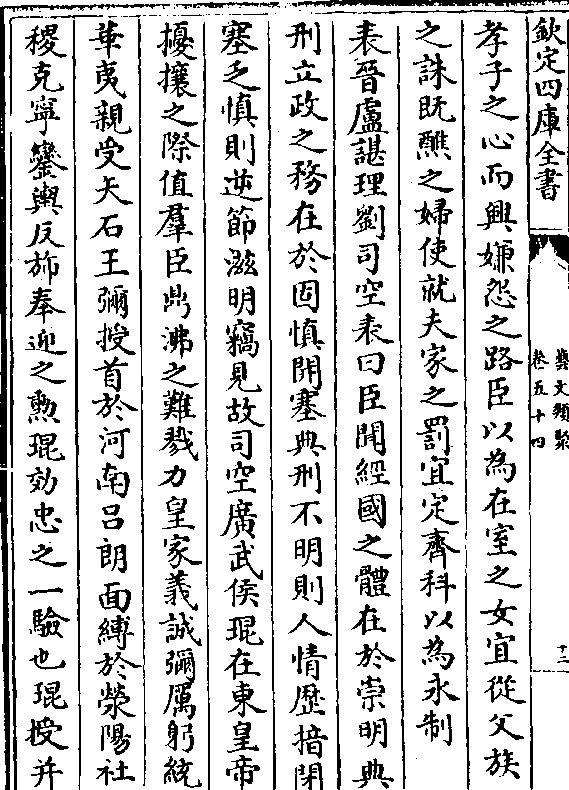 欽定四庫全書
藝文類聚
卷五十四
十二
孝子之心而興嫌怨之路臣以為在室之女宜從父族
之誅既醮之婦使就夫家之罰宜定齊科以為永制
表晉盧諶理劉司空表曰臣聞經國之體在於崇明典
刑立政之務在於固慎開塞典刑不明則人情歷揞閉
塞乏慎則逆節滋明竊見故司空廣武侯琨在東皇帝
擾攘之際值羣臣鼎沸之難戮力皇家義誠彌厲躬統
華夷親受矢石王彌授首於河南吕朗面縛於滎陽社
稷克寧鑾輿反斾奉迎之勲琨効忠之一驗也琨授并